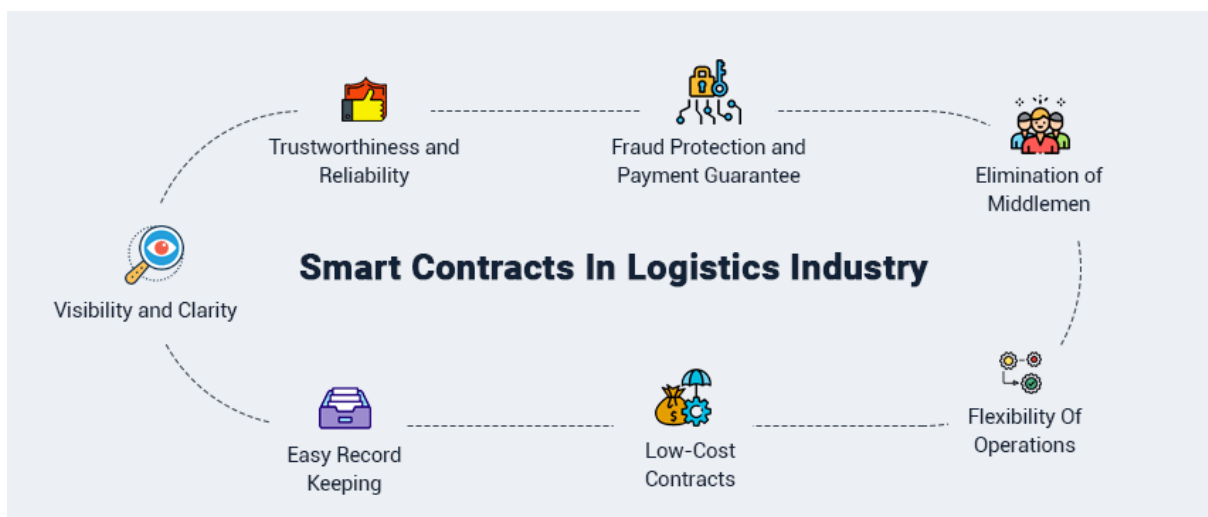 Trustworthiness and
Reliability
Fraud Protection and
Payment Guarantee
Elimination of
Middlemen
Smart Contracts In Logistics Industry
Visibility and Clarity
Easy Record
Keeping
Low-Cost
Contracts
Flexibility Of
Operations
$